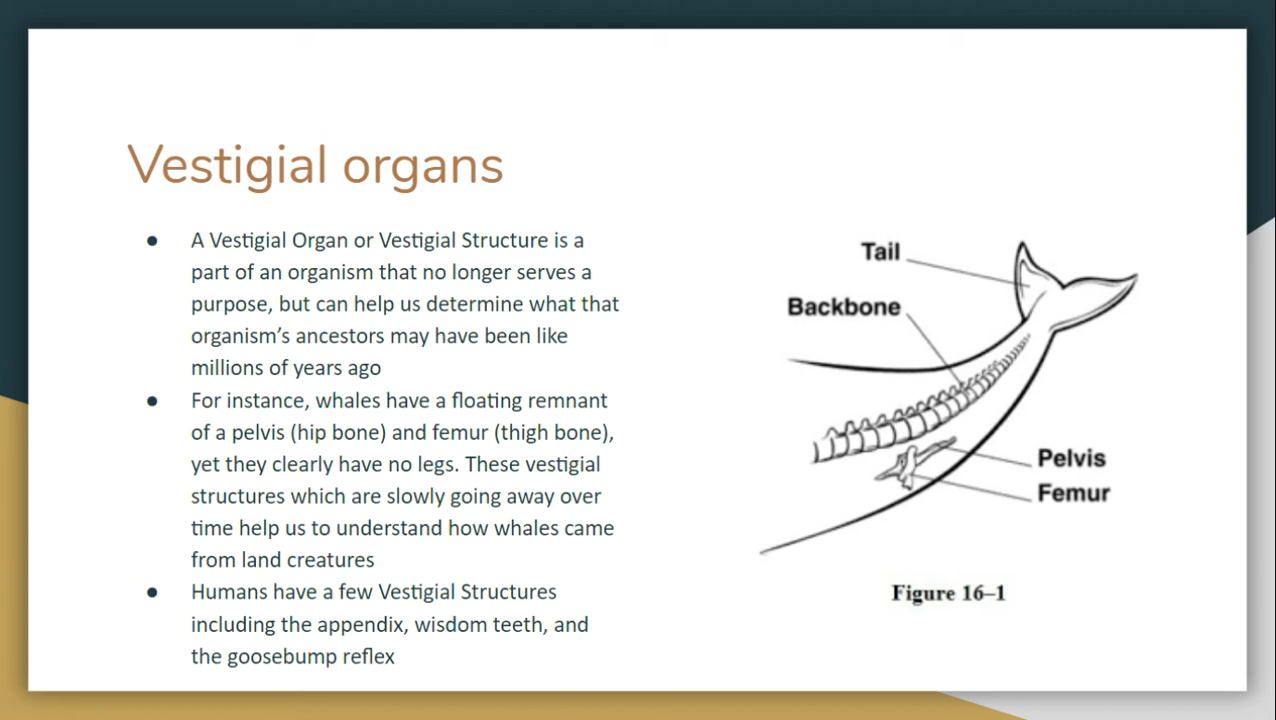 Vestigial organs
● A Vestigial Organ or Vestigial Structure is a
part of an organism that no longer serves a
purpose, but can help us determine what that
organism’s ancestors may have been like
millions of years ago
● For instance, whales have a floating remnant
of a pelvis (hip bone) and femur (thigh bone),
yet they clearly have no legs. These vestigial
structures which are slowly going away over
time help us to understand how whales came
from land creatures
● Humans have a few Vestigial Structures
including the appendix, wisdom teeth, and
the goosebump reflex
Tail
Backbone
Pelvis
Femur
Figure 16–1